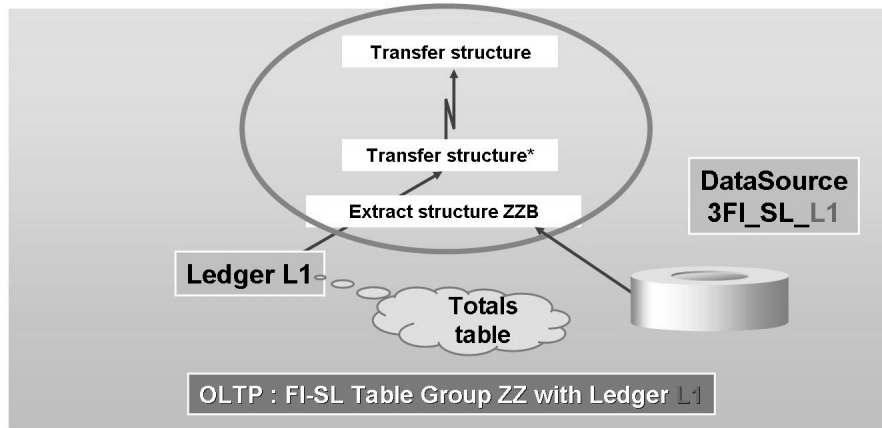 Transfer structure
Transfer structure*
Extract structure ZZB
DataSource
3FI_SL_L1
Ledger L1
Totals
table
OLTP : FI-SL Table Group ZZ with Ledger L1